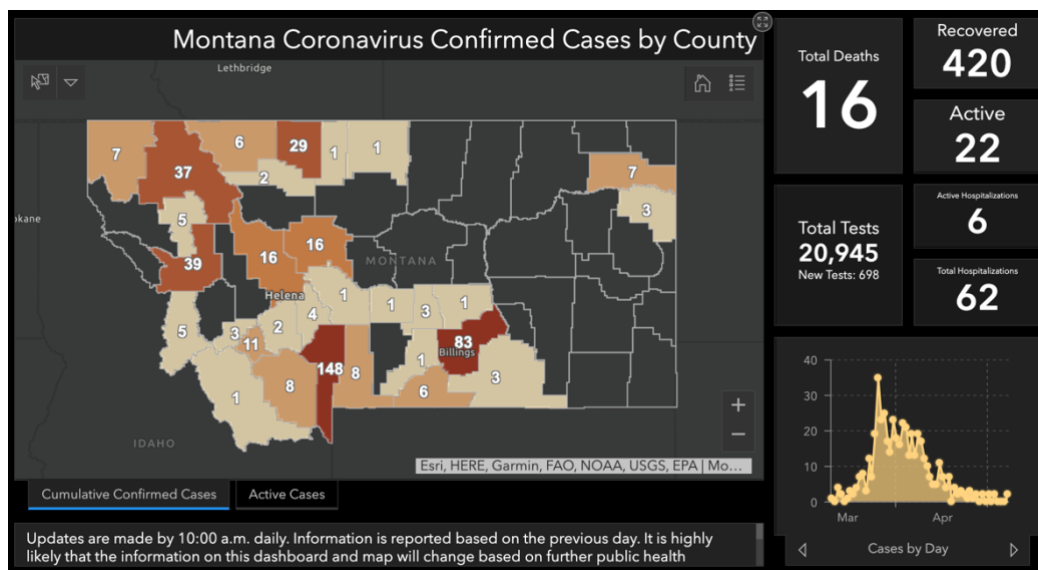 Montana Coronavirus Confirmed Cases by County
Lethbridge
7
6
29
1
1
37
2
7
5
3
okane
16
16
39
MONTANA
Helena
1
1
3
1
4
5
3
2
11
83
1
Billings
148
8
8
3
1
6
IDAHO
+
−
Esri, HERE, Garmin, FAO, NOAA, USGS, EPA | Mo...
Cumulative Confirmed Cases
Active Cases
Updates are made by 10:00 a.m. daily. Information is reported based on the previous day. It is highly
likely that the information on this dashboard and map will change based on further public health
Total Deaths
16
Recovered
420
Active
22
Total Tests
20,945
New Tests: 698
Active Hospitalizations
6
Total Hospitalizations
62
40
30
20
10
0
Mar
Apr
Cases by Day